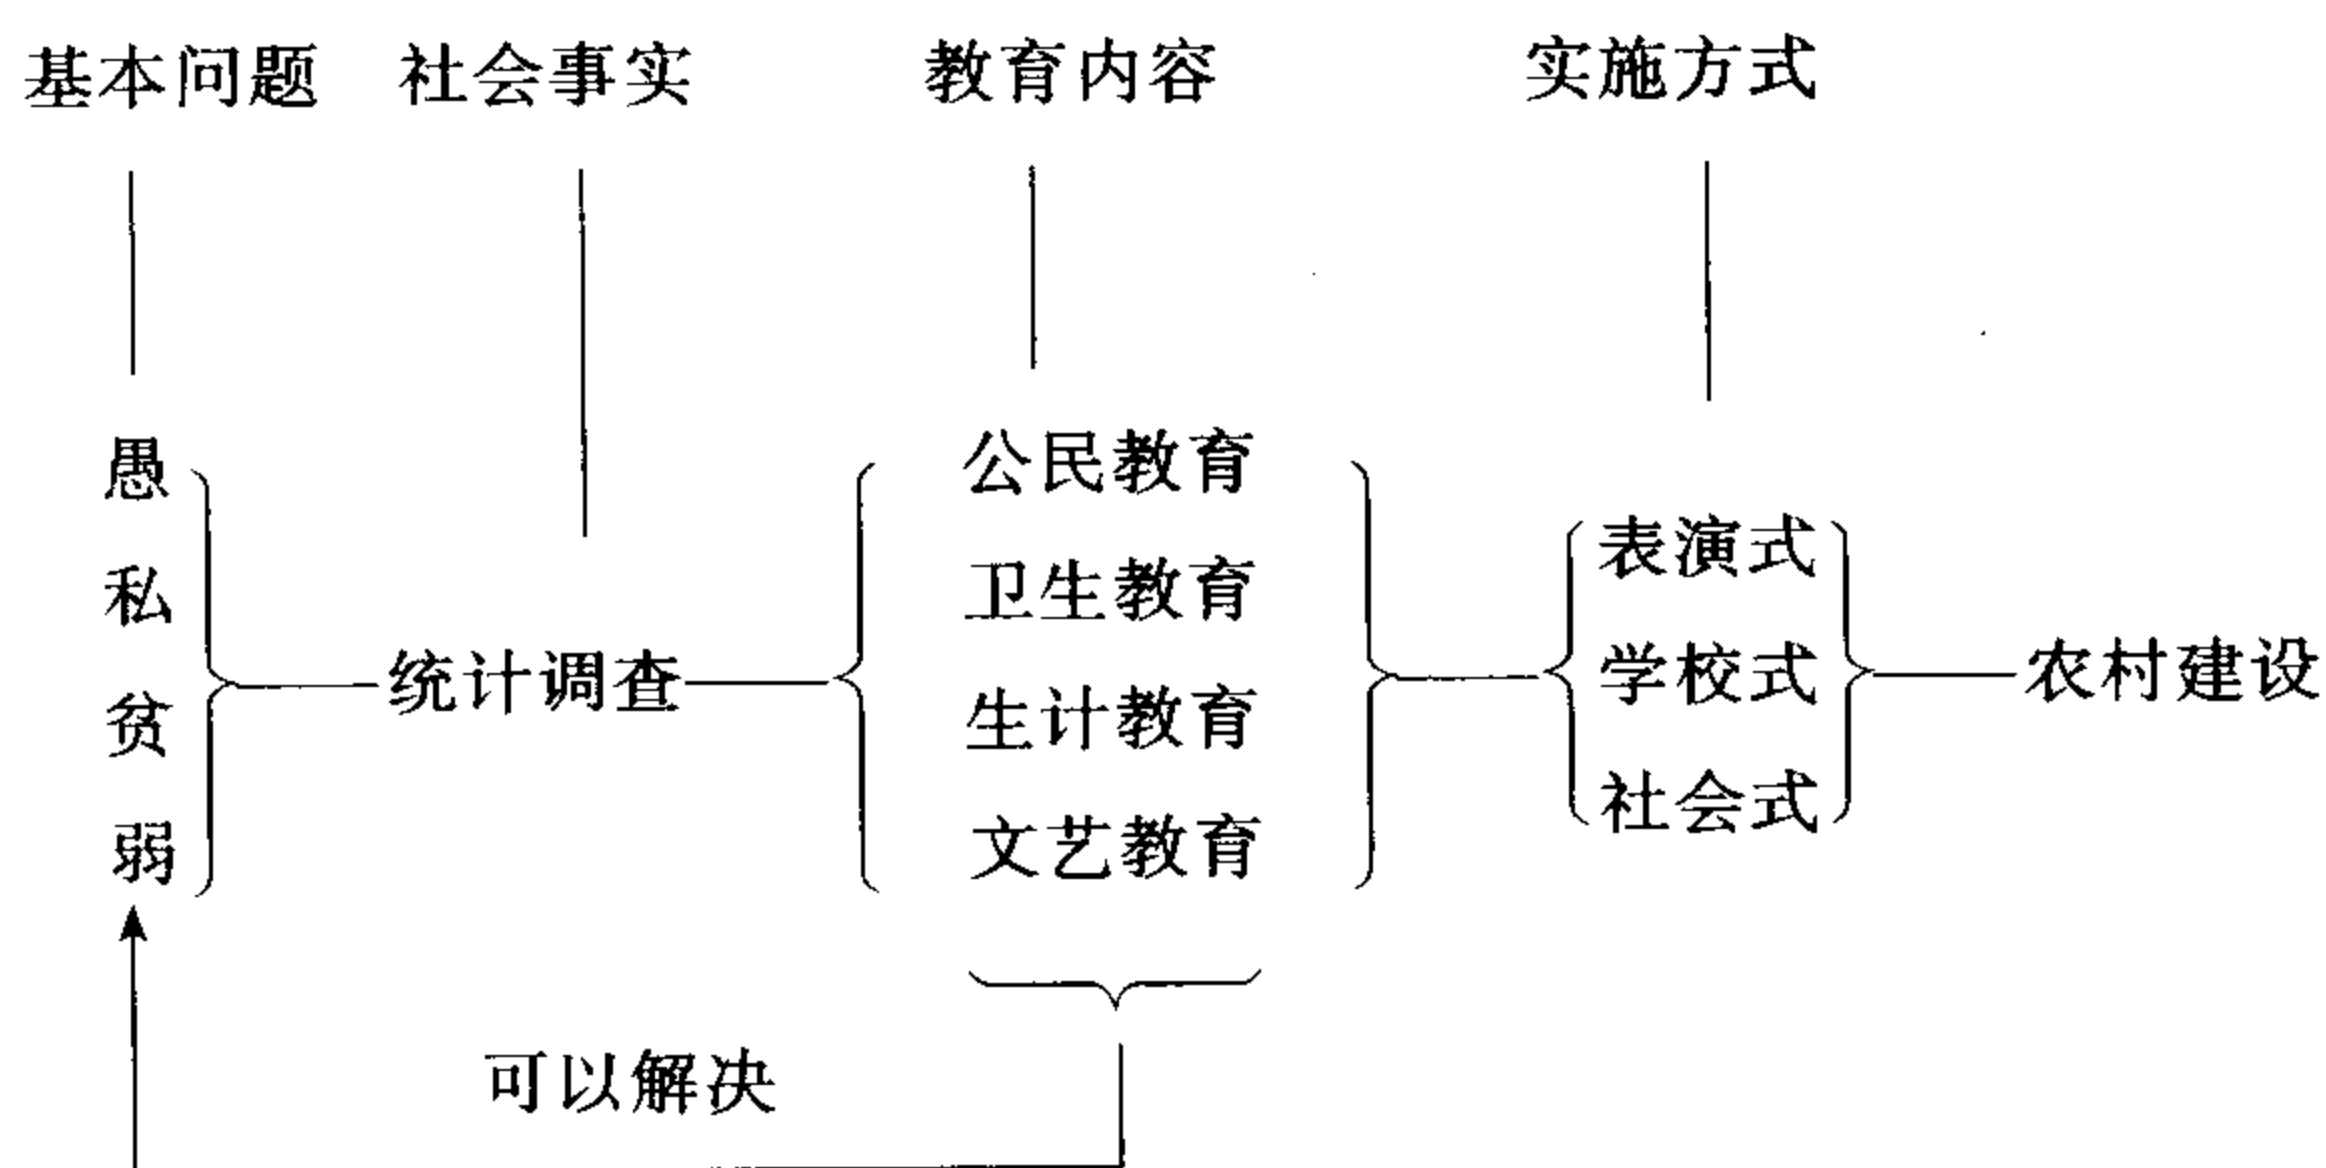 基本问题 社会事实 教育内容 实施方式
愚
私
贫
弱
统计调查
公民教育
卫生教育
生计教育
文艺教育
表演式
学校式
社会式
农村建设
可以解决